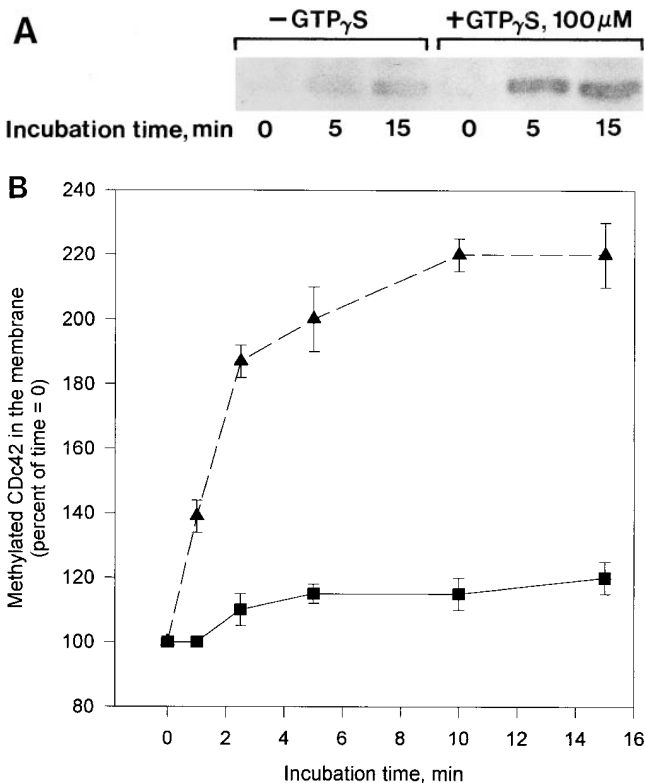 A
−GTPγS +GTPγS, 100 μM
Incubation time, min 0 5 15 0 5 15
B
240
220
200
180
160
140
120
100
80
Methylated CDc42 in the membrane
(percent of time = 0)
0 2 4 6 8 10 12 14 16
Incubation time, min